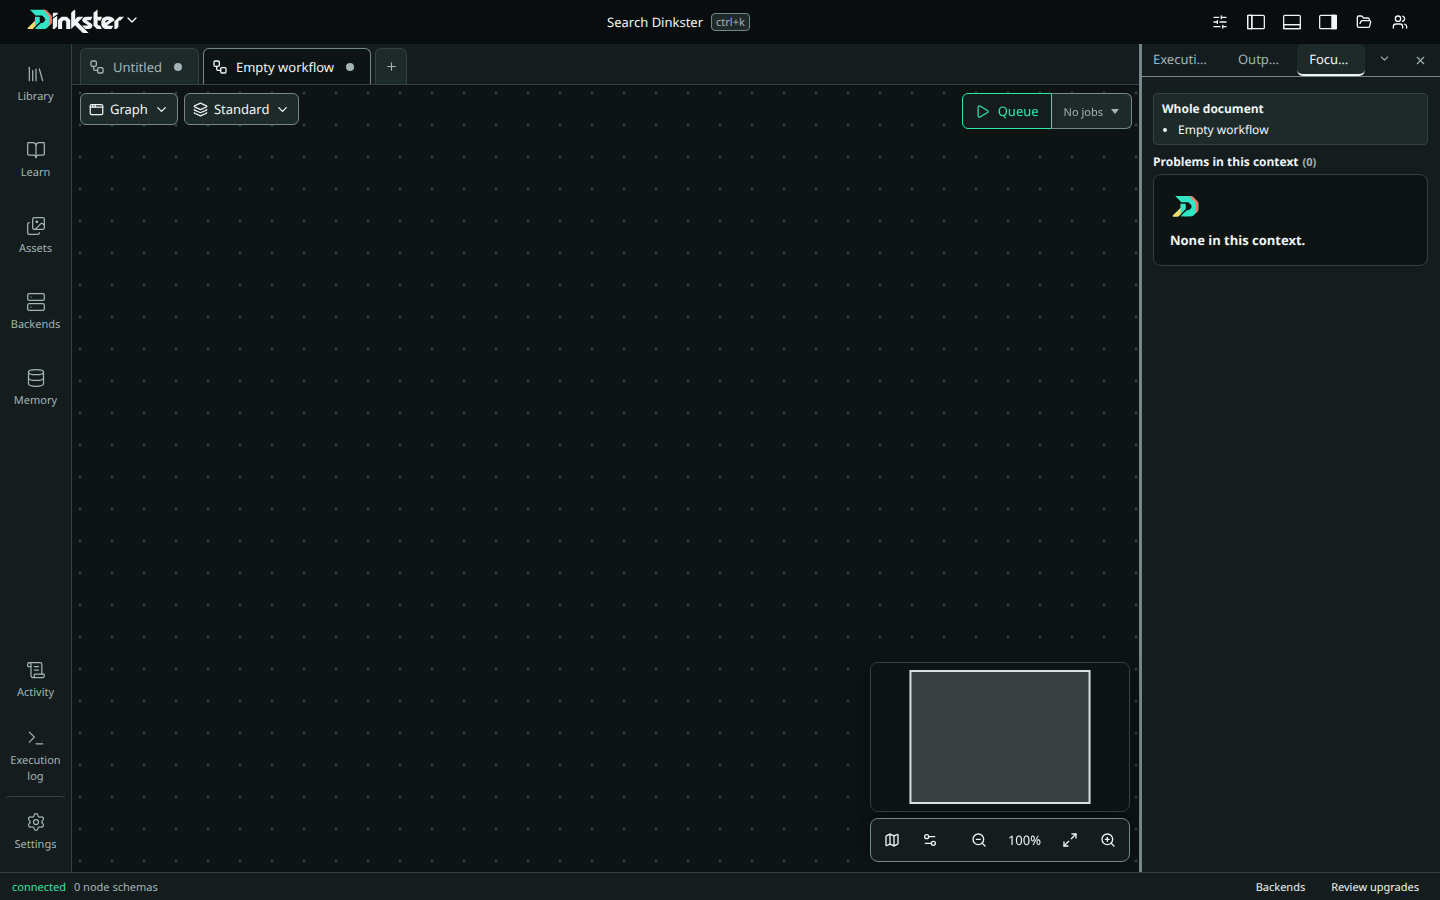 Dinkster
Search Dinkster ctrl+k
Library
Learn
Assets
Backends
Memory
Activity
Execution
log
Settings
Untitled
Empty workflow
+
Graph
Standard
Queue
No jobs
100%
Executi...
Outp...
Focu...
Whole document
• Empty workflow
Problems in this context (0)
None in this context.
connected 0 node schemas
Backends
Review upgrades